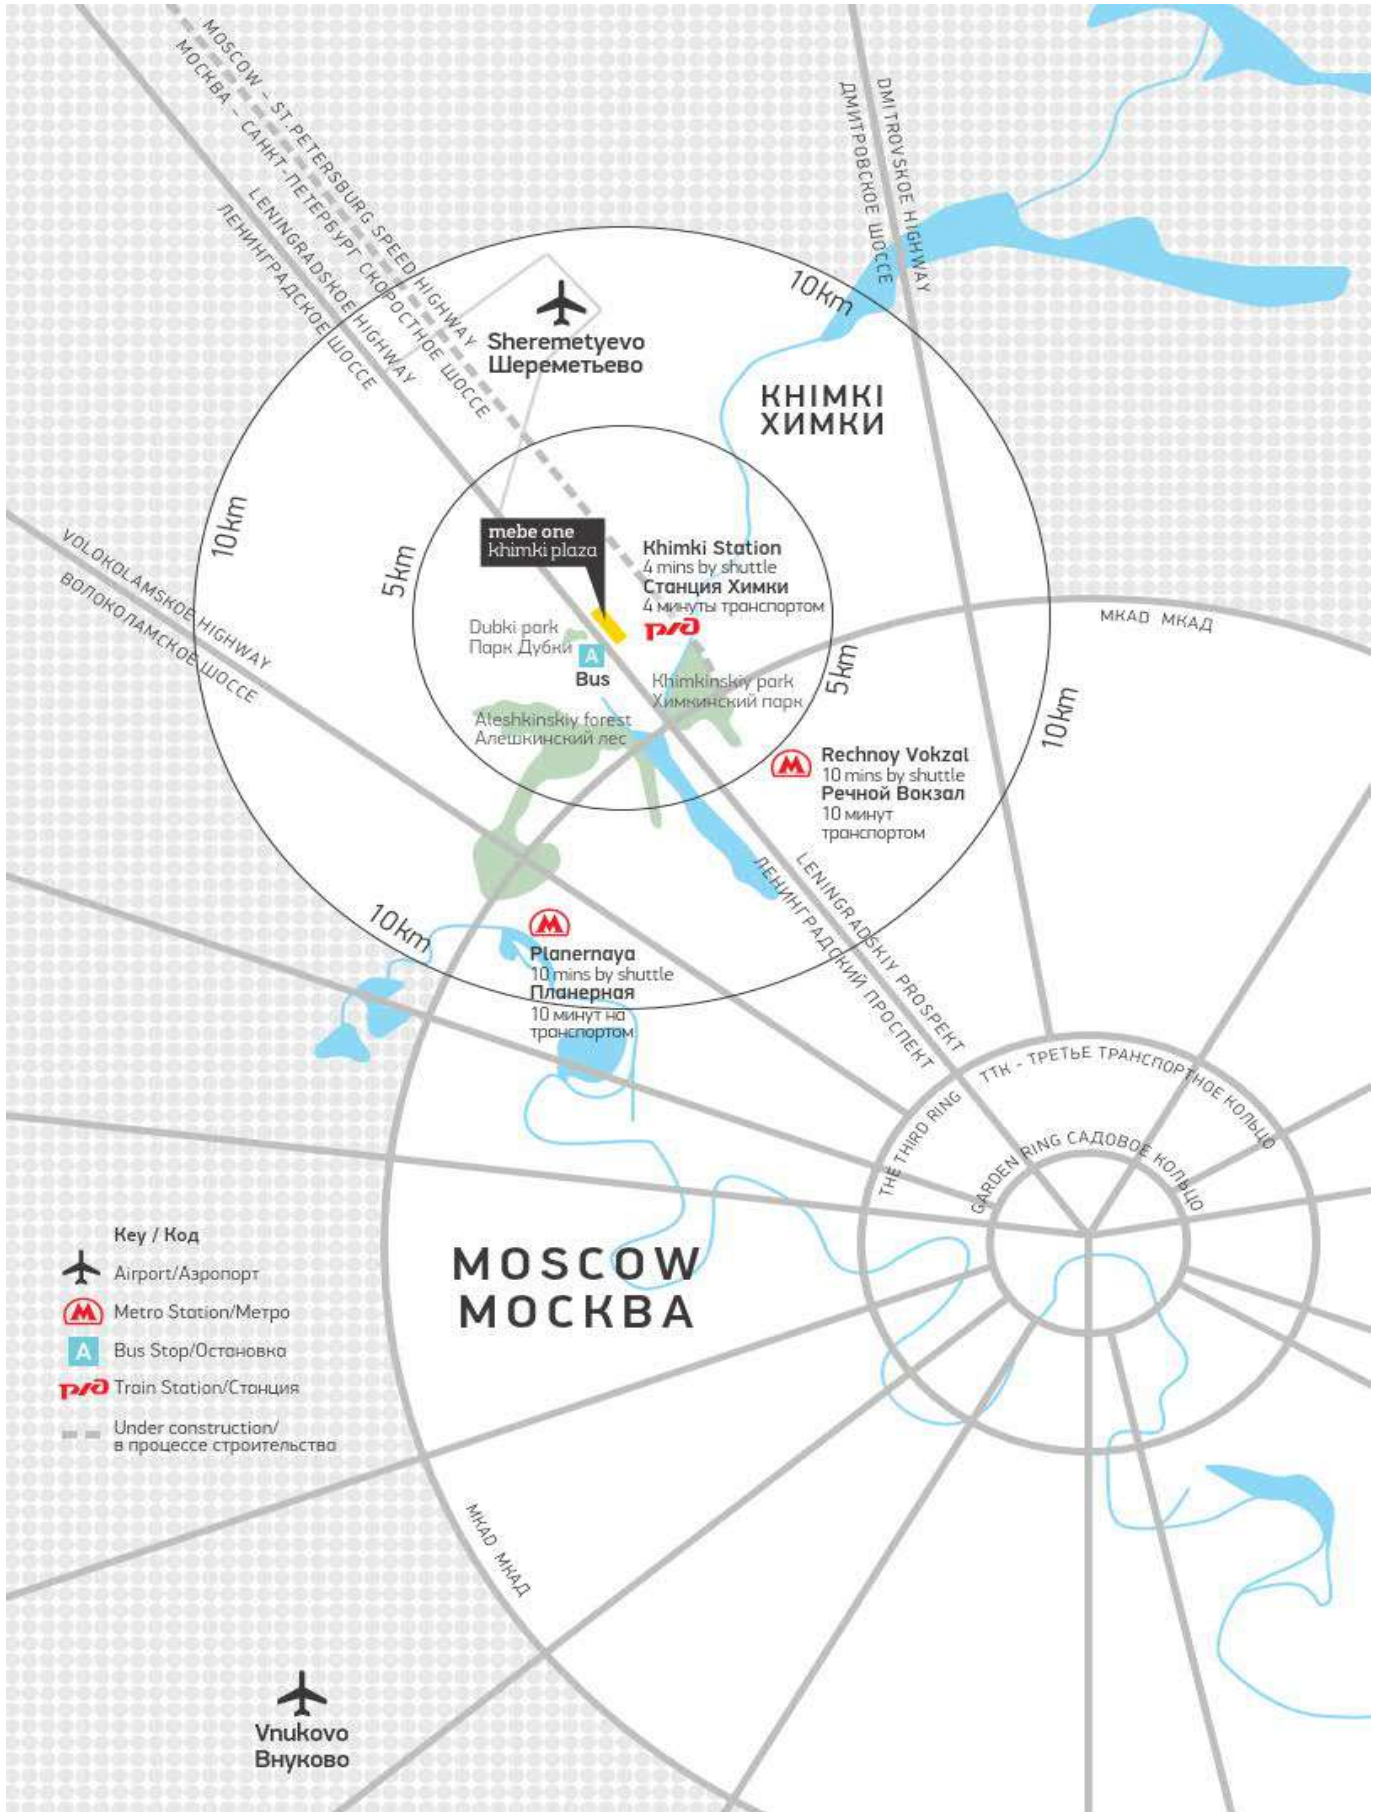 MOSCOW - ST.PETERSBURG SPEED HIGHWAY
МОСКВА - САНКТ-ПЕТЕРБУРГ СКОРОСТНОЕ ШОССЕ
LENINGRADSKOE HIGHWAY
ЛЕНИНГРАДСКОЕ ШОССЕ
DMITROVSKOE HIGHWAY
ДМИТРОВСКОЕ ШОССЕ
10km
Sheremetyevo
Шереметьево
KHIMKI
ХИМКИ
10km
5km
mebe one
khimki plaza
Khimki Station
4 mins by shuttle
Станция Химки
4 минуты транспортом
ржд
VOLOKOLAMSKOE HIGHWAY
ВОЛОКОЛАМСКОЕ ШОССЕ
MKAD МКАД
Dubki park
Парк Дубки
A
Bus
Khimkinskiy park
Химкинский парк
5km
10km
Aleshkinskiy forest
Алешкинский лес
M
Rechnoy Vokzal
10 mins by shuttle
Речной Вокзал
10 минут
транспортом
LENINGRADSKIY PROSPEKT
ЛЕНИНГРАДСКИЙ ПРОСПЕКТ
10km
M
Planernaya
10 mins by shuttle
Планерная
10 минут на
транспортом
THE THIRD RING
ТТК - ТРЕТЬЕ ТРАНСПОРТНОЕ КОЛЬЦО
GARDEN RING САДОВОЕ КОЛЬЦО
MOSCOW
МОСКВА
Key / Код
Airport/Аэропорт
M Metro Station/Метро
A Bus Stop/Остановка
ржд Train Station/Станция
Under construction/
в процессе строительства
MKAD МКАД
Vnukovo
Внуково